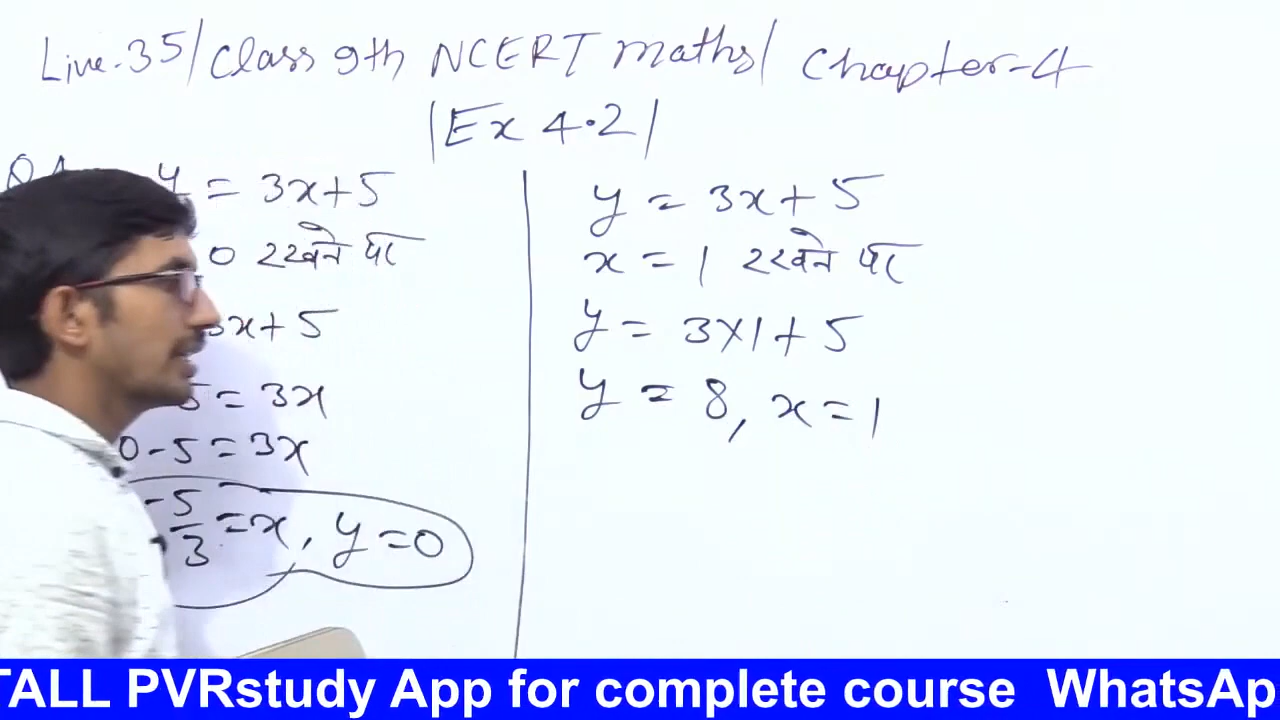 Live-35/Class 9th NCERT maths/ Chapter-4
|Ex 4.2|
y = 3x+5
0 रखने पर
3x+5
5 = 3x
0-5 = 3x
-5/3 = x, y = 0
y = 3x+5
x = 1 रखने पर
y = 3×1+5
y = 8, x = 1
TALL PVRstudy App for complete course WhatsAp